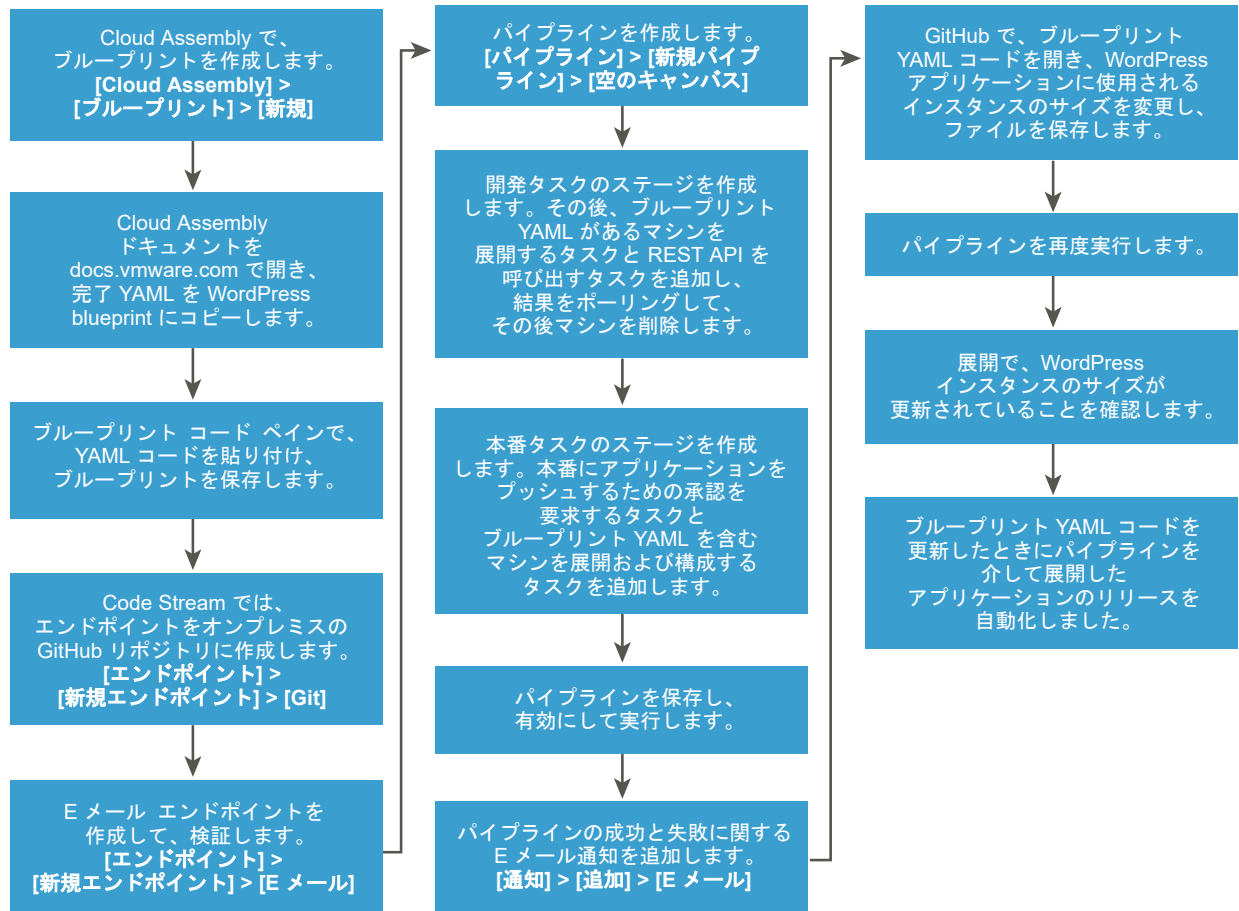 Cloud Assembly で、
ブループリントを作成します。
[Cloud Assembly] >
[ブループリント] > [新規]
Cloud Assembly
ドキュメントを
docs.vmware.com で開き、
完了 YAML を WordPress
blueprint にコピーします。
ブループリント コード ペインで、
YAML コードを貼り付け、
ブループリントを保存します。
Code Stream では、
エンドポイントをオンプレミスの
GitHub リポジトリに作成します。
[エンドポイント] >
[新規エンドポイント] > [Git]
E メール エンドポイントを
作成して、検証します。
[エンドポイント] >
[新規エンドポイント] > [E メール]
パイプラインを作成します。
[パイプライン] > [新規パイプ
ライン] > [空のキャンバス]
開発タスクのステージを作成
します。その後、ブループリント
YAML があるマシンを
展開するタスクと REST API を
呼び出すタスクを追加し、
結果をポーリングして、
その後マシンを削除します。
本番タスクのステージを作成
します。本番にアプリケーションを
プッシュするための承認を
要求するタスクと
ブループリント YAML を含む
マシンを展開および構成する
タスクを追加します。
パイプラインを保存し、
有効にして実行します。
パイプラインの成功と失敗に関する
E メール通知を追加します。
[通知] > [追加] > [E メール]
GitHub で、ブループリント
YAML コードを開き、WordPress
アプリケーションに使用される
インスタンスのサイズを変更し、
ファイルを保存します。
パイプラインを再度実行します。
展開で、WordPress
インスタンスのサイズが
更新されていることを確認します。
ブループリント YAML コードを
更新したときにパイプラインを
介して展開した
アプリケーションのリリースを
自動化しました。